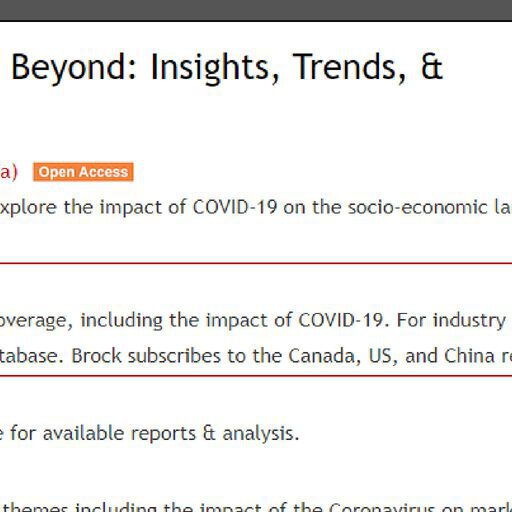 Beyond: Insights, Trends, &
a) Open Access
xplore the impact of COVID-19 on the socio-economic la
overage, including the impact of COVID-19. For industry
tabase. Brock subscribes to the Canada, US, and China re
e for available reports & analysis.
themes including the impact of the Coronavirus on mark